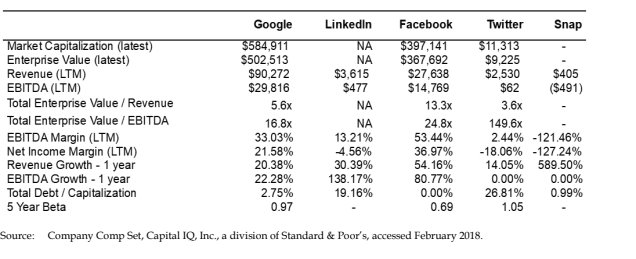 Google LinkedIn Facebook Twitter Snap
Market Capitalization (latest) $584,911 NA $397,141 $11,313 -
Enterprise Value (latest) $502,513 NA $367,692 $9,225 -
Revenue (LTM) $90,272 $3,615 $27,638 $2,530 $405
EBITDA (LTM) $29,816 $477 $14,769 $62 ($491)
Total Enterprise Value / Revenue 5.6x NA 13.3x 3.6x -
Total Enterprise Value / EBITDA 16.8x NA 24.8x 149.6x -
EBITDA Margin (LTM) 33.03% 13.21% 53.44% 2.44% -121.46%
Net Income Margin (LTM) 21.58% -4.56% 36.97% -18.06% -127.24%
Revenue Growth - 1 year 20.38% 30.39% 54.16% 14.05% 589.50%
EBITDA Growth - 1 year 22.28% 138.17% 80.77% 0.00% 0.00%
Total Debt / Capitalization 2.75% 19.16% 0.00% 26.81% 0.99%
5 Year Beta 0.97 - 0.69 1.05 -
Source: Company Comp Set, Capital IQ, Inc., a division of Standard & Poor's, accessed February 2018.